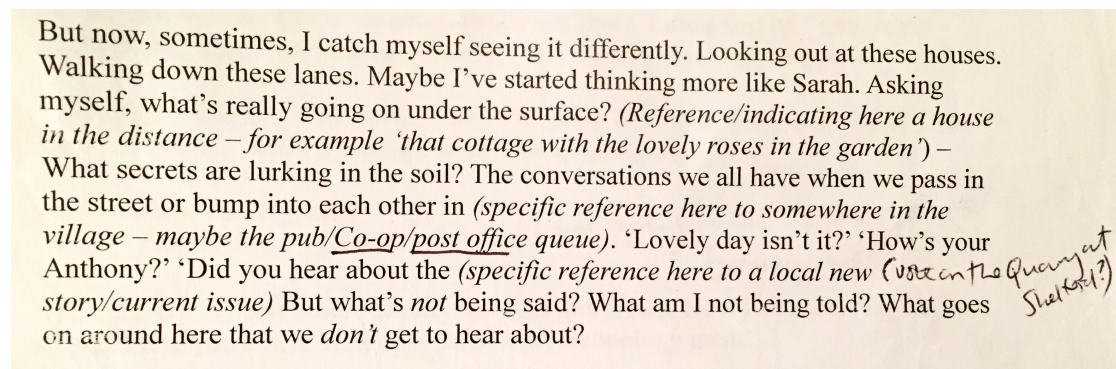 But now, sometimes, I catch myself seeing it differently. Looking out at these houses.
Walking down these lanes. Maybe I’ve started thinking more like Sarah. Asking
myself, what’s really going on under the surface? (Reference/indicating here a house
in the distance – for example ‘that cottage with the lovely roses in the garden’) –
What secrets are lurking in the soil? The conversations we all have when we pass in
the street or bump into each other in (specific reference here to somewhere in the
village – maybe the pub/Co-op/post office queue). ‘Lovely day isn’t it?’ ‘How’s your
Anthony?’ ‘Did you hear about the (specific reference here to a local new (vote on the Quarry at
Shelford?)
story/current issue) But what’s not being said? What am I not being told? What goes
on around here that we don’t get to hear about?